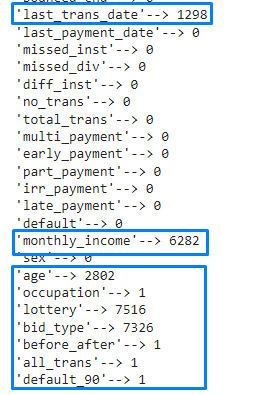 'last_trans_date'--> 1298
'last_payment_date'--> 0
'missed_inst'--> 0
'missed_div'--> 0
'diff_inst'--> 0
'no_trans'--> 0
'total_trans'--> 0
'multi_payment'--> 0
'early_payment'--> 0
'part_payment'--> 0
'irr_payment'--> 0
'late_payment'--> 0
'default'--> 0
'monthly_income'--> 6282
'sex'--> 0
'age'--> 2802
'occupation'--> 1
'lottery'--> 7516
'bid_type'--> 7326
'before_after'--> 1
'all_trans'--> 1
'default_90'--> 1